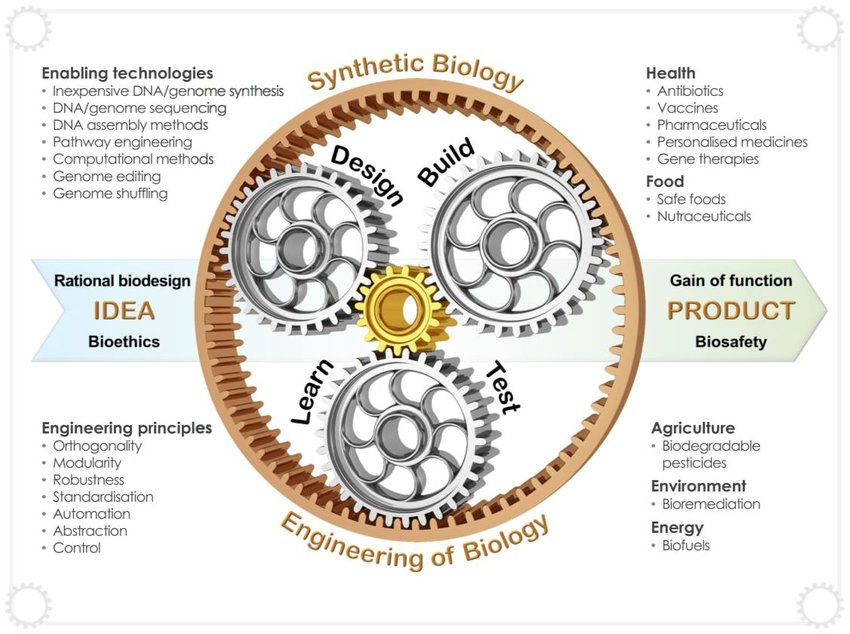 Synthetic Biology
Enabling technologies
• Inexpensive DNA/genome synthesis
• DNA/genome sequencing
• DNA assembly methods
• Pathway engineering
• Computational methods
• Genome editing
• Genome shuffling
Design
Build
Learn
Test
Health
• Antibiotics
• Vaccines
• Pharmaceuticals
• Personalised medicines
• Gene therapies
Food
• Safe foods
• Nutraceuticals
Rational biodesign
IDEA
Bioethics
Gain of function
PRODUCT
Biosafety
Engineering principles
• Orthogonality
• Modularity
• Robustness
• Standardisation
• Automation
• Abstraction
• Control
Agriculture
• Biodegradable
pesticides
Environment
• Bioremediation
Energy
• Biofuels
Engineering of Biology